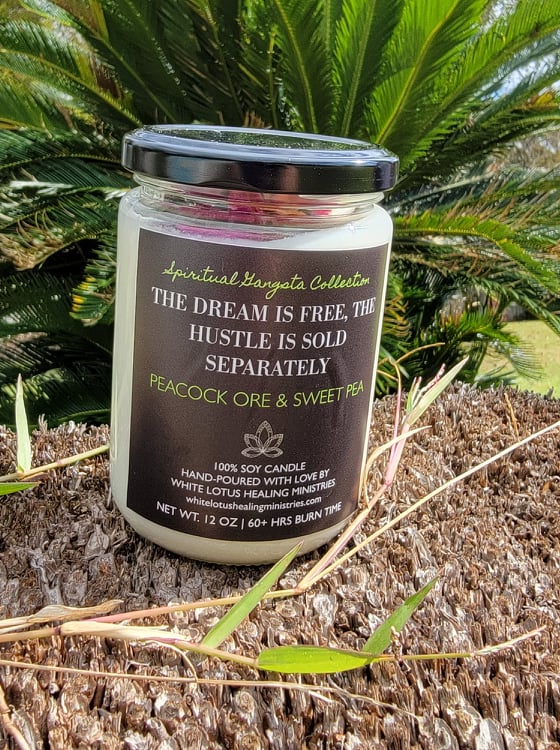 Spiritual Gangsta Collection
THE DREAM IS FREE, THE
HUSTLE IS SOLD
SEPARATELY
PEACOCK ORE & SWEET PEA
100% SOY CANDLE
HAND-POURED WITH LOVE BY
WHITE LOTUS HEALING MINISTRIES
whitelotushealingministries.com
NET WT. 12 OZ | 60+ HRS BURN TIME